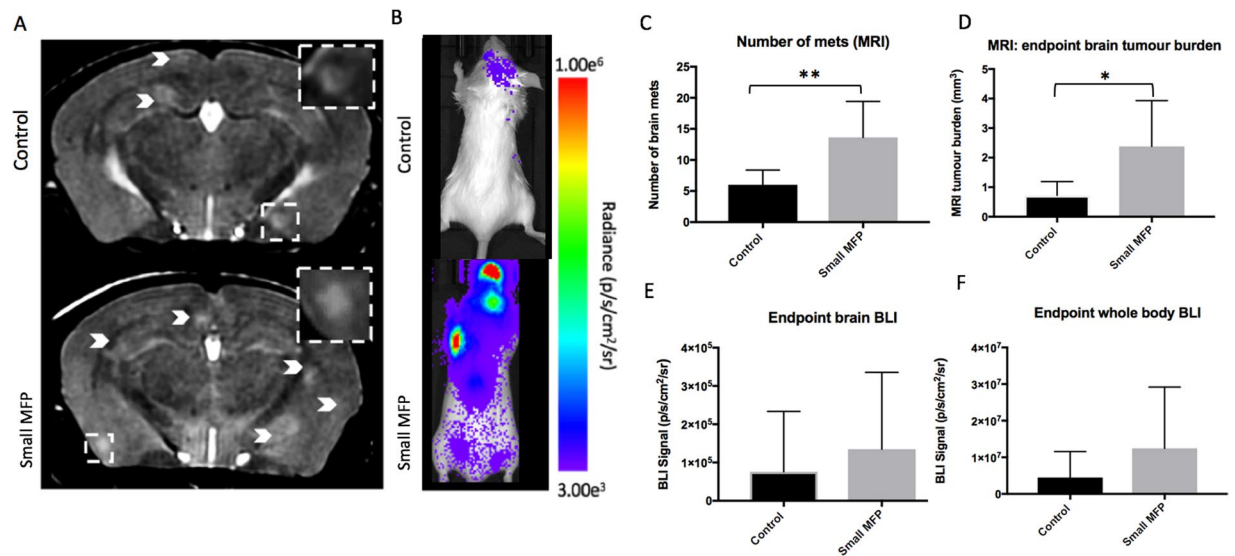 A
Control
Small MFP
B
Control
Small MFP
1.00e⁶
Radiance (p/s/cm²/sr)
3.00e³
C
Number of mets (MRI)
Number of brain mets
25
20
15
10
5
0
**
Control
Small MFP
D
MRI: endpoint brain tumour burden
MRI tumour burden (mm³)
5
4
3
2
1
0
*
Control
Small MFP
E
Endpoint brain BLI
BLI Signal (p/s/cm²/sr)
4×10⁵
3×10⁵
2×10⁵
1×10⁵
0
Control
Small MFP
F
Endpoint whole body BLI
BLI Signal (p/s/cm²/sr)
4×10⁷
3×10⁷
2×10⁷
1×10⁷
0
Control
Small MFP